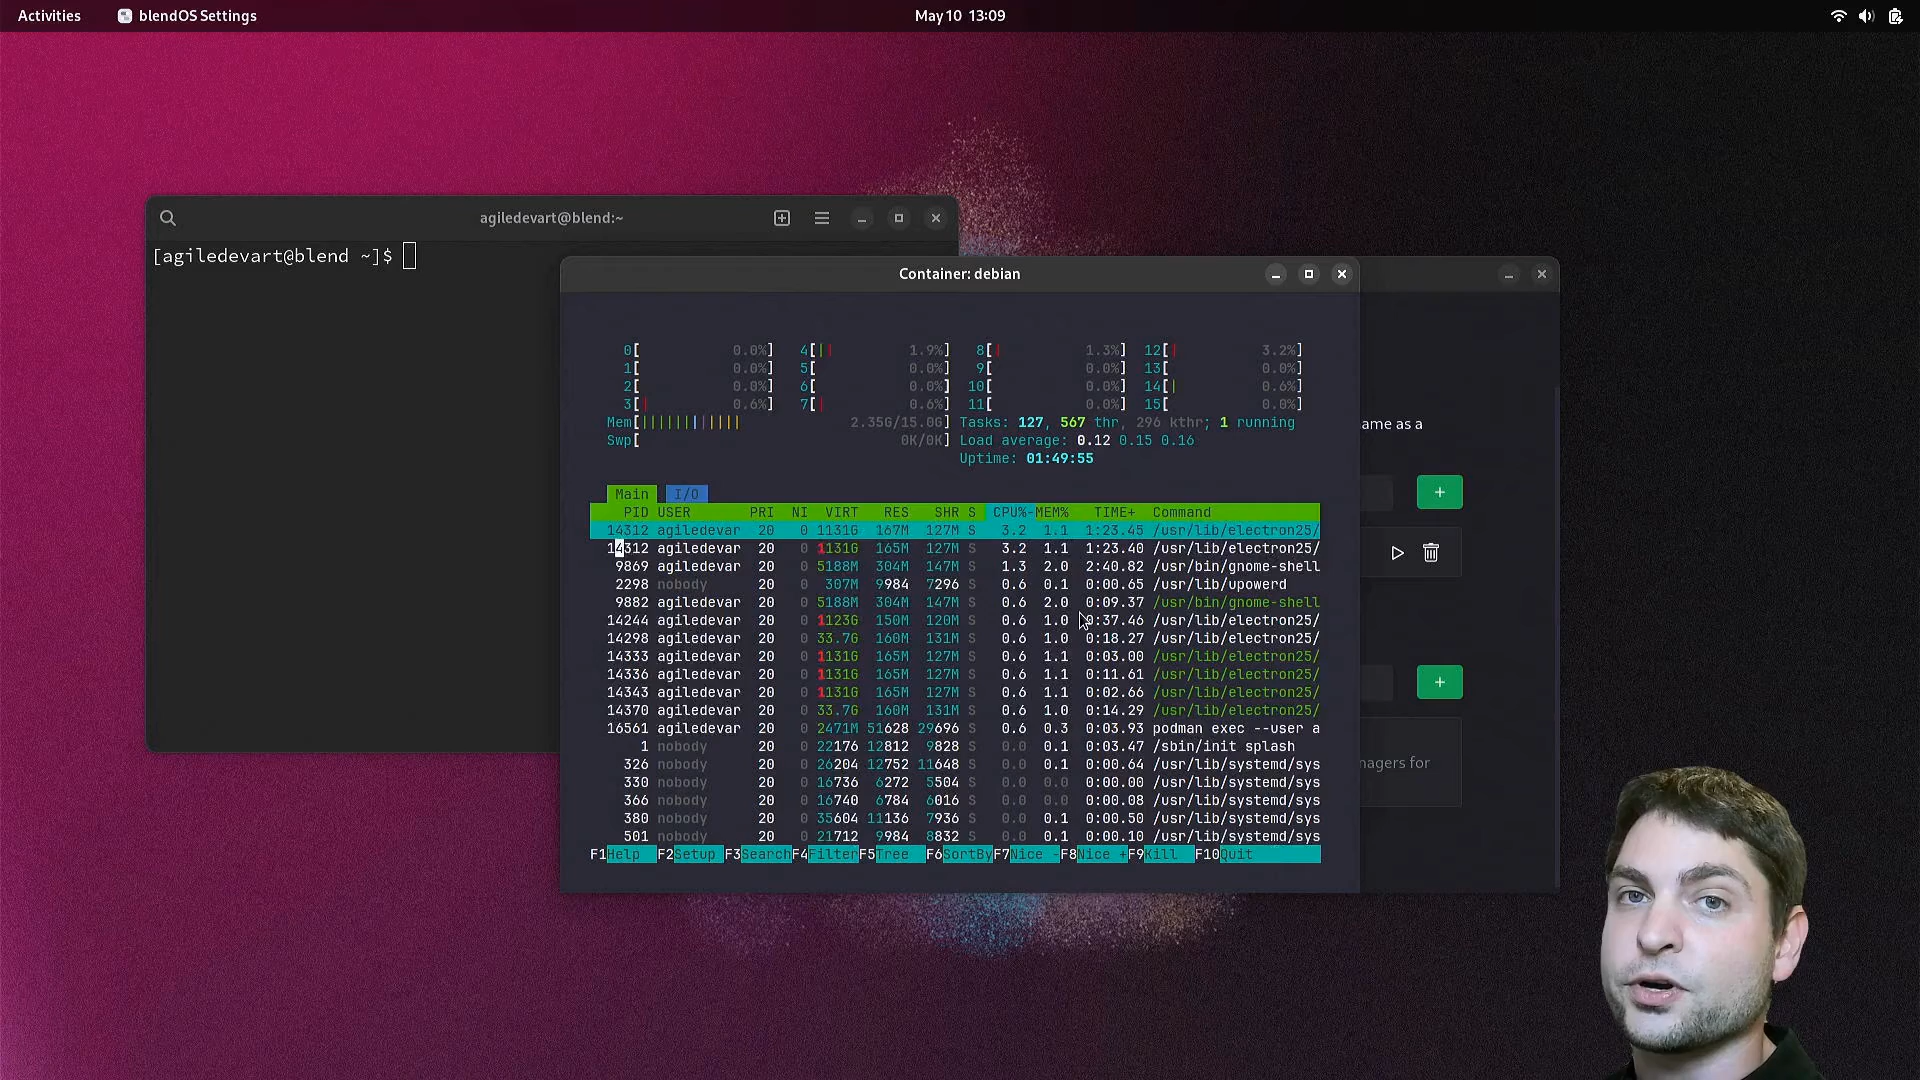 Activities blendOS Settings May 10 13:09
agiledevart@blend:~
[agiledevart@blend ~]$
Container: debian
0[ 0.0%] 4[|| 1.9%] 8[| 1.3%] 12[| 3.2%]
1[ 0.0%] 5[ 0.0%] 9[ 0.0%] 13[ 0.0%]
2[ 0.0%] 6[ 0.0%] 10[ 0.0%] 14[| 0.6%]
3[| 0.6%] 7[| 0.6%] 11[ 0.0%] 15[ 0.0%]
Mem[||||||||||||| 2.35G/15.0G] Tasks: 127, 567 thr, 296 kthr; 1 running
Swp[ 0K/0K] Load average: 0.12 0.15 0.16
Uptime: 01:49:55
Main I/O
PID USER PRI NI VIRT RES SHR S CPU%-MEM% TIME+ Command
14312 agiledevar 20 0 1131G 167M 127M S 3.2 1.1 1:23.45 /usr/lib/electron25/
14312 agiledevar 20 0 1131G 165M 127M S 3.2 1.1 1:23.40 /usr/lib/electron25/
9869 agiledevar 20 0 5188M 304M 147M S 1.3 2.0 2:40.82 /usr/bin/gnome-shell
2298 nobody 20 0 307M 9984 7296 S 0.6 0.1 0:00.65 /usr/lib/upowerd
9882 agiledevar 20 0 5188M 304M 147M S 0.6 2.0 0:09.37 /usr/bin/gnome-shell
14244 agiledevar 20 0 1123G 150M 120M S 0.6 1.0 0:37.46 /usr/lib/electron25/
14298 agiledevar 20 0 33.7G 160M 131M S 0.6 1.0 0:18.27 /usr/lib/electron25/
14333 agiledevar 20 0 1131G 165M 127M S 0.6 1.1 0:03.00 /usr/lib/electron25/
14336 agiledevar 20 0 1131G 165M 127M S 0.6 1.1 0:11.61 /usr/lib/electron25/
14343 agiledevar 20 0 1131G 165M 127M S 0.6 1.1 0:02.66 /usr/lib/electron25/
14370 agiledevar 20 0 33.7G 160M 131M S 0.6 1.0 0:14.29 /usr/lib/electron25/
16561 agiledevar 20 0 2471M 51628 29696 S 0.6 0.3 0:03.93 podman exec --user a
1 nobody 20 0 22176 12812 9828 S 0.0 0.1 0:03.47 /sbin/init splash
326 nobody 20 0 26204 12752 11648 S 0.0 0.1 0:00.64 /usr/lib/systemd/sys
330 nobody 20 0 16736 6272 5504 S 0.0 0.0 0:00.00 /usr/lib/systemd/sys
366 nobody 20 0 16740 6784 6016 S 0.0 0.0 0:00.08 /usr/lib/systemd/sys
380 nobody 20 0 35604 11136 7936 S 0.0 0.1 0:00.50 /usr/lib/systemd/sys
501 nobody 20 0 21712 9984 8832 S 0.0 0.1 0:00.10 /usr/lib/systemd/sys
F1Help F2Setup F3SearchF4FilterF5Tree F6SortByF7Nice -F8Nice +F9Kill F10Quit
ame as a
nagers for